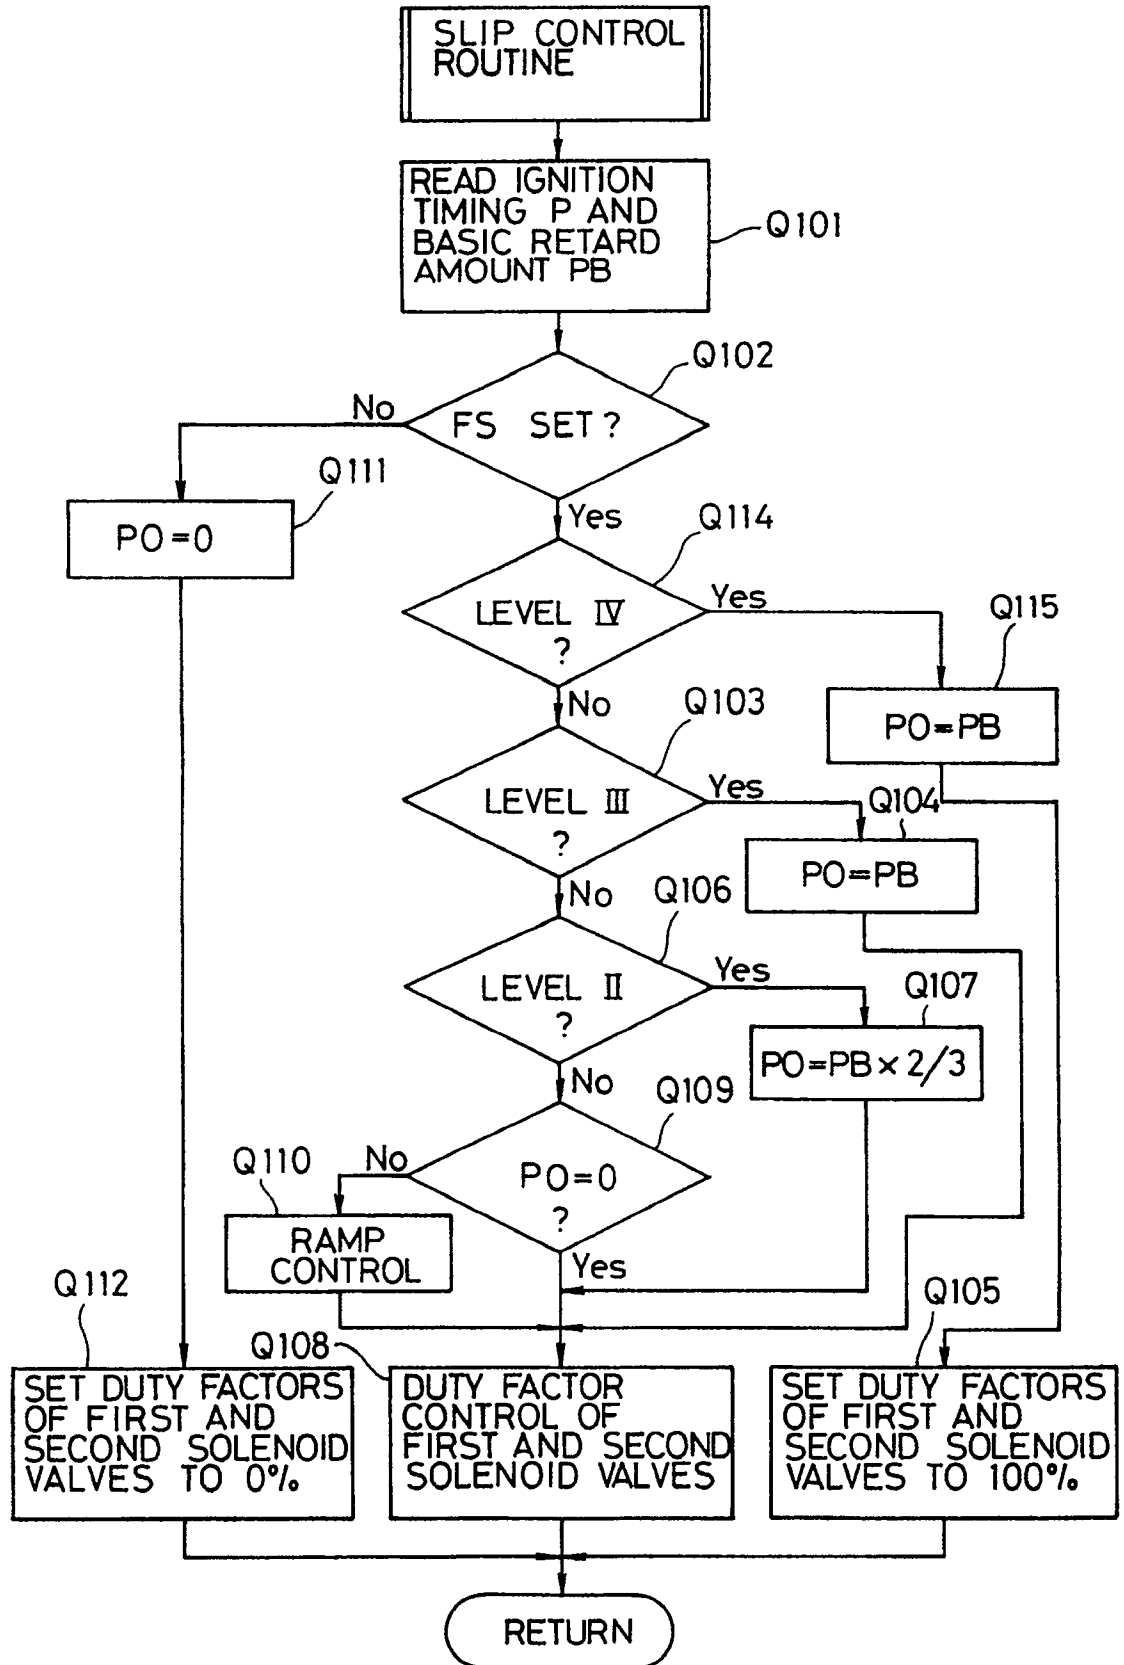 SLIP CONTROL
ROUTINE
READ IGNITION
TIMING P AND
BASIC RETARD
AMOUNT PB
Q101
Q102
FS SET?
No
Yes
Q111
PO=0
Q114
LEVEL IV
?
Yes
No
Q115
PO=PB
Q103
LEVEL III
?
Yes
No
Q104
PO=PB
Q106
LEVEL II
?
Yes
No
Q107
PO=PB×2/3
Q109
PO=0
?
No
Yes
Q110
RAMP
CONTROL
Q112
SET DUTY FACTORS
OF FIRST AND
SECOND SOLENOID
VALVES TO 0%
Q108
DUTY FACTOR
CONTROL OF
FIRST AND SECOND
SOLENOID VALVES
Q105
SET DUTY FACTORS
OF FIRST AND
SECOND SOLENOID
VALVES TO 100%
RETURN